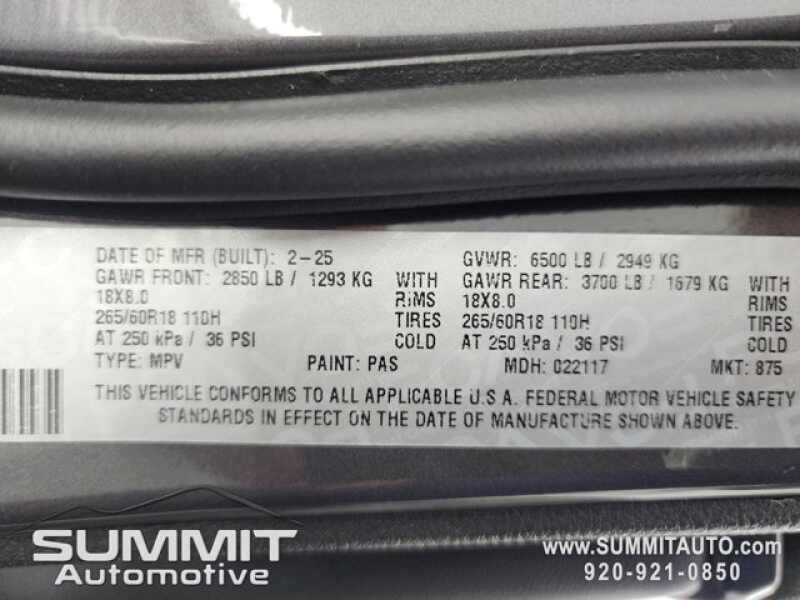 DATE OF MFR (BUILT): 2-25 GVWR: 6500 LB / 2949 KG
GAWR FRONT: 2850 LB / 1293 KG WITH GAWR REAR: 3700 LB / 1679 KG WITH
18X8.0 RIMS 18X8.0 RIMS
265/60R18 110H TIRES 265/60R18 110H TIRES
AT 250 kPa / 36 PSI COLD AT 250 kPa / 36 PSI COLD
TYPE: MPV PAINT: PAS MDH: 022117 MKT: 875
THIS VEHICLE CONFORMS TO ALL APPLICABLE U.S.A. FEDERAL MOTOR VEHICLE SAFETY
STANDARDS IN EFFECT ON THE DATE OF MANUFACTURE SHOWN ABOVE.
SUMMIT
Automotive
WWW.SUMMITAUTO.COM
920-921-0850